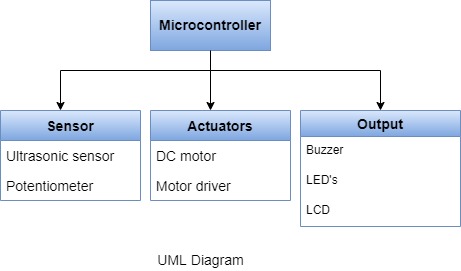 Microcontroller
Sensor
Ultrasonic sensor
Potentiometer
Actuators
DC motor
Motor driver
Output
Buzzer
LED's
LCD
UML Diagram